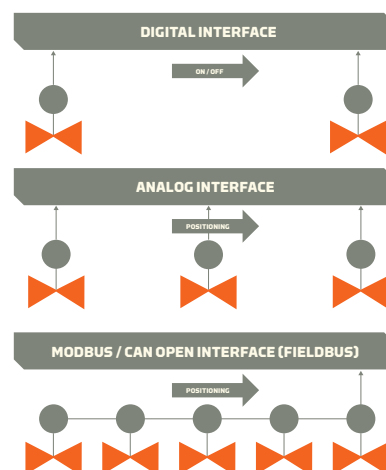 DIGITAL INTERFACE
ON / OFF
ANALOG INTERFACE
POSITIONING
MODBUS / CAN OPEN INTERFACE (FIELDBUS)
POSITIONING